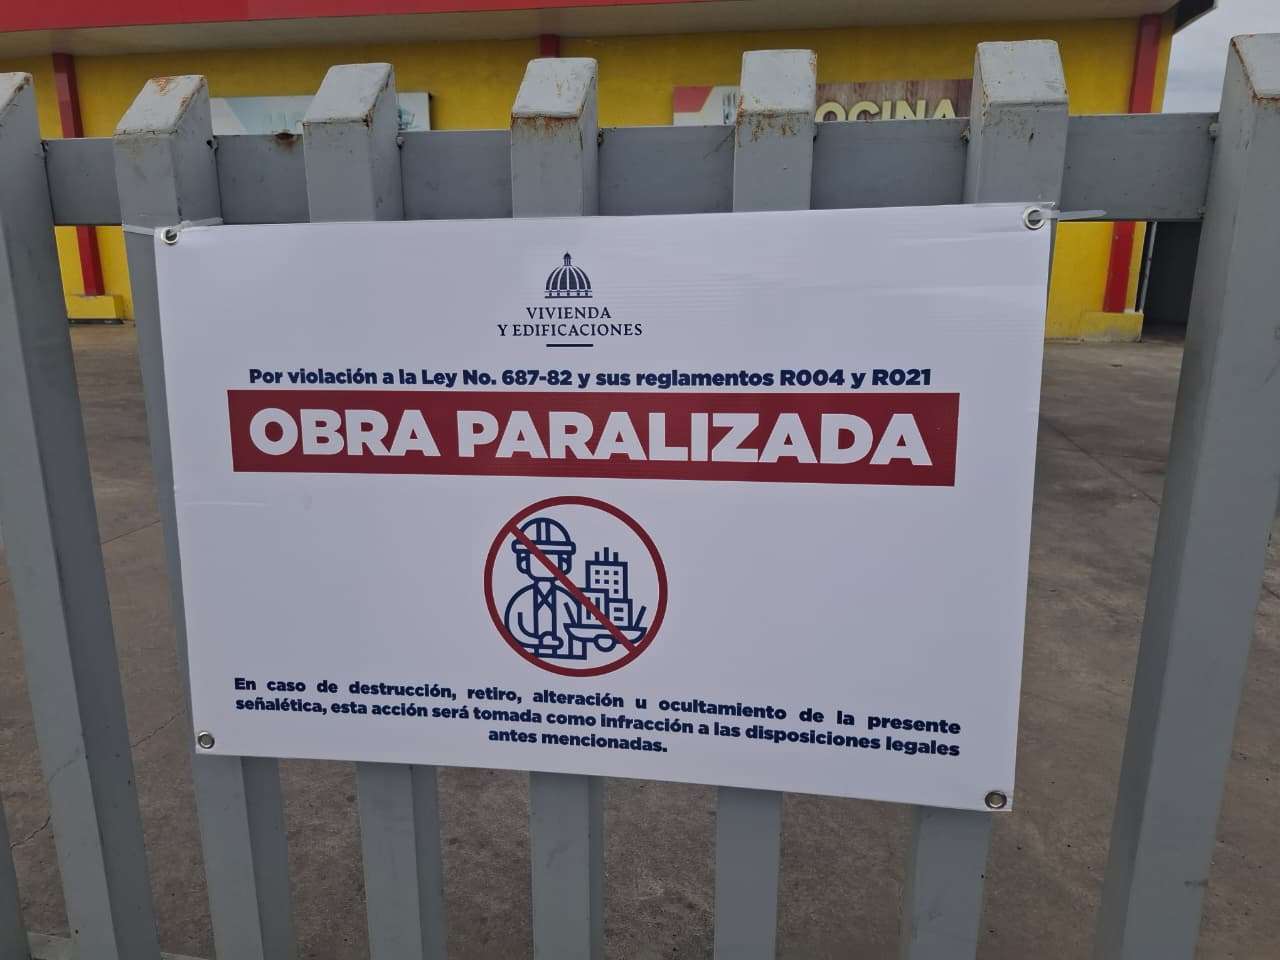 OCINA
VIVIENDA
Y EDIFICACIONES
Por violación a la Ley No. 687-82 y sus reglamentos R004 y R021
OBRA PARALIZADA
En caso de destrucción, retiro, alteración u ocultamiento de la presente
señalética, esta acción será tomada como infracción a las disposiciones legales
antes mencionadas.